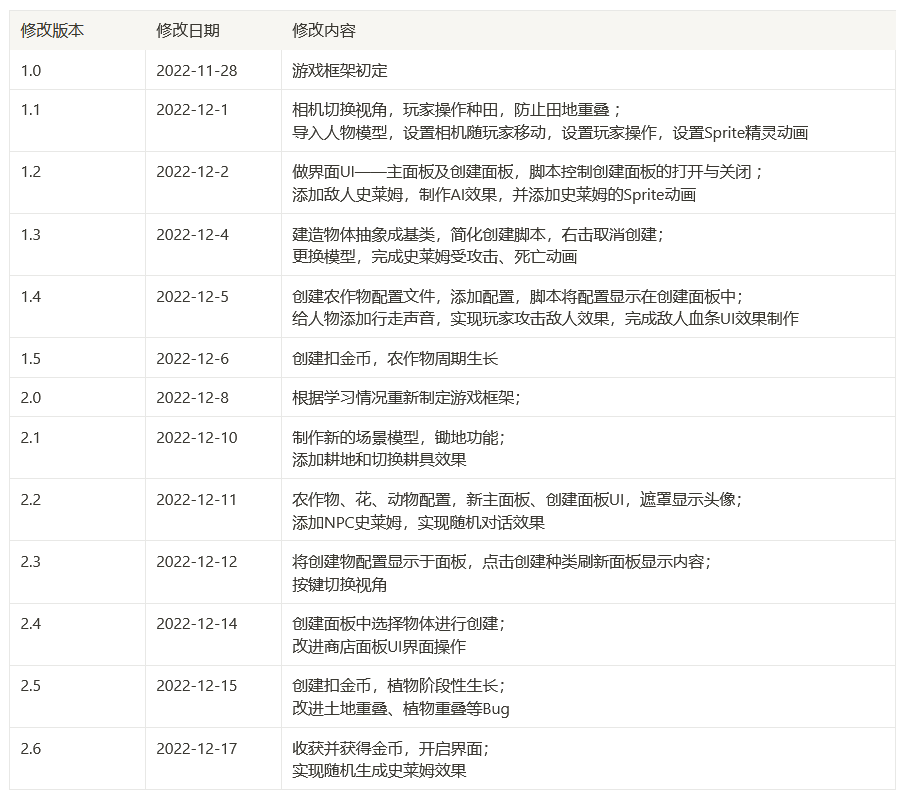 修改版本 修改日期 修改内容
1.0 2022-11-28 游戏框架初定
1.1 2022-12-1 相机切换视角，玩家操作种田，防止田地重叠；
导入人物模型，设置相机随玩家移动，设置玩家操作，设置Sprite精灵动画
1.2 2022-12-2 做界面UI——主面板及创建面板，脚本控制创建面板的打开与关闭；
添加敌人史莱姆，制作AI效果，并添加史莱姆的Sprite动画
1.3 2022-12-4 建造物体抽象成基类，简化创建脚本，右击取消创建；
更换模型，完成史莱姆受攻击、死亡动画
1.4 2022-12-5 创建农作物配置文件，添加配置，脚本将配置显示在创建面板中；
给人物添加行走声音，实现玩家攻击敌人效果，完成敌人血条UI效果制作
1.5 2022-12-6 创建扣金币，农作物周期生长
2.0 2022-12-8 根据学习情况重新制定游戏框架；
2.1 2022-12-10 制作新的场景模型，锄地功能；
添加耕地和切换耕具效果
2.2 2022-12-11 农作物、花、动物配置，新主面板、创建面板UI，遮罩显示头像；
添加NPC史莱姆，实现随机对话效果
2.3 2022-12-12 将创建物配置显示于面板，点击创建种类刷新面板显示内容；
按键切换视角
2.4 2022-12-14 创建面板中选择物体进行创建；
改进商店面板UI界面操作
2.5 2022-12-15 创建扣金币，植物阶段性生长；
改进土地重叠、植物重叠等Bug
2.6 2022-12-17 收获并获得金币，开启界面；
实现随机生成史莱姆效果